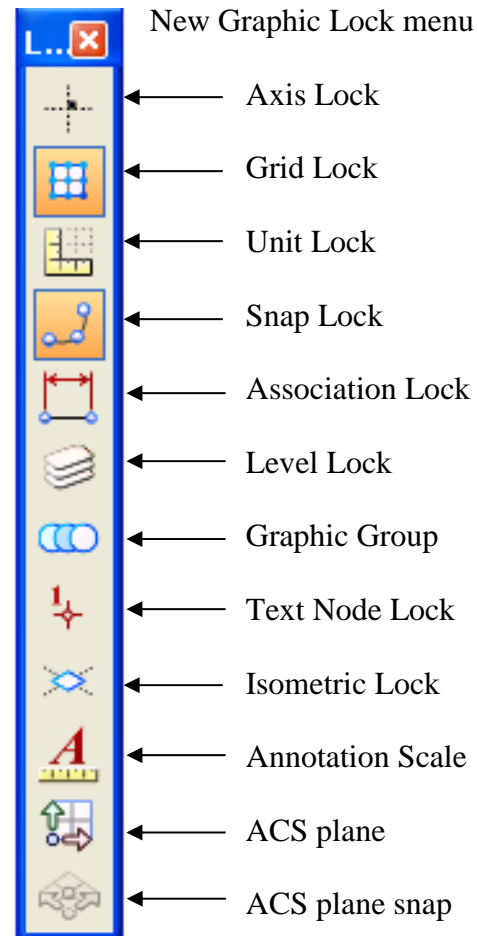 New Graphic Lock menu
L...
Axis Lock
Grid Lock
Unit Lock
Snap Lock
Association Lock
Level Lock
Graphic Group
1
Text Node Lock
Isometric Lock
A
Annotation Scale
ACS plane
ACS plane snap